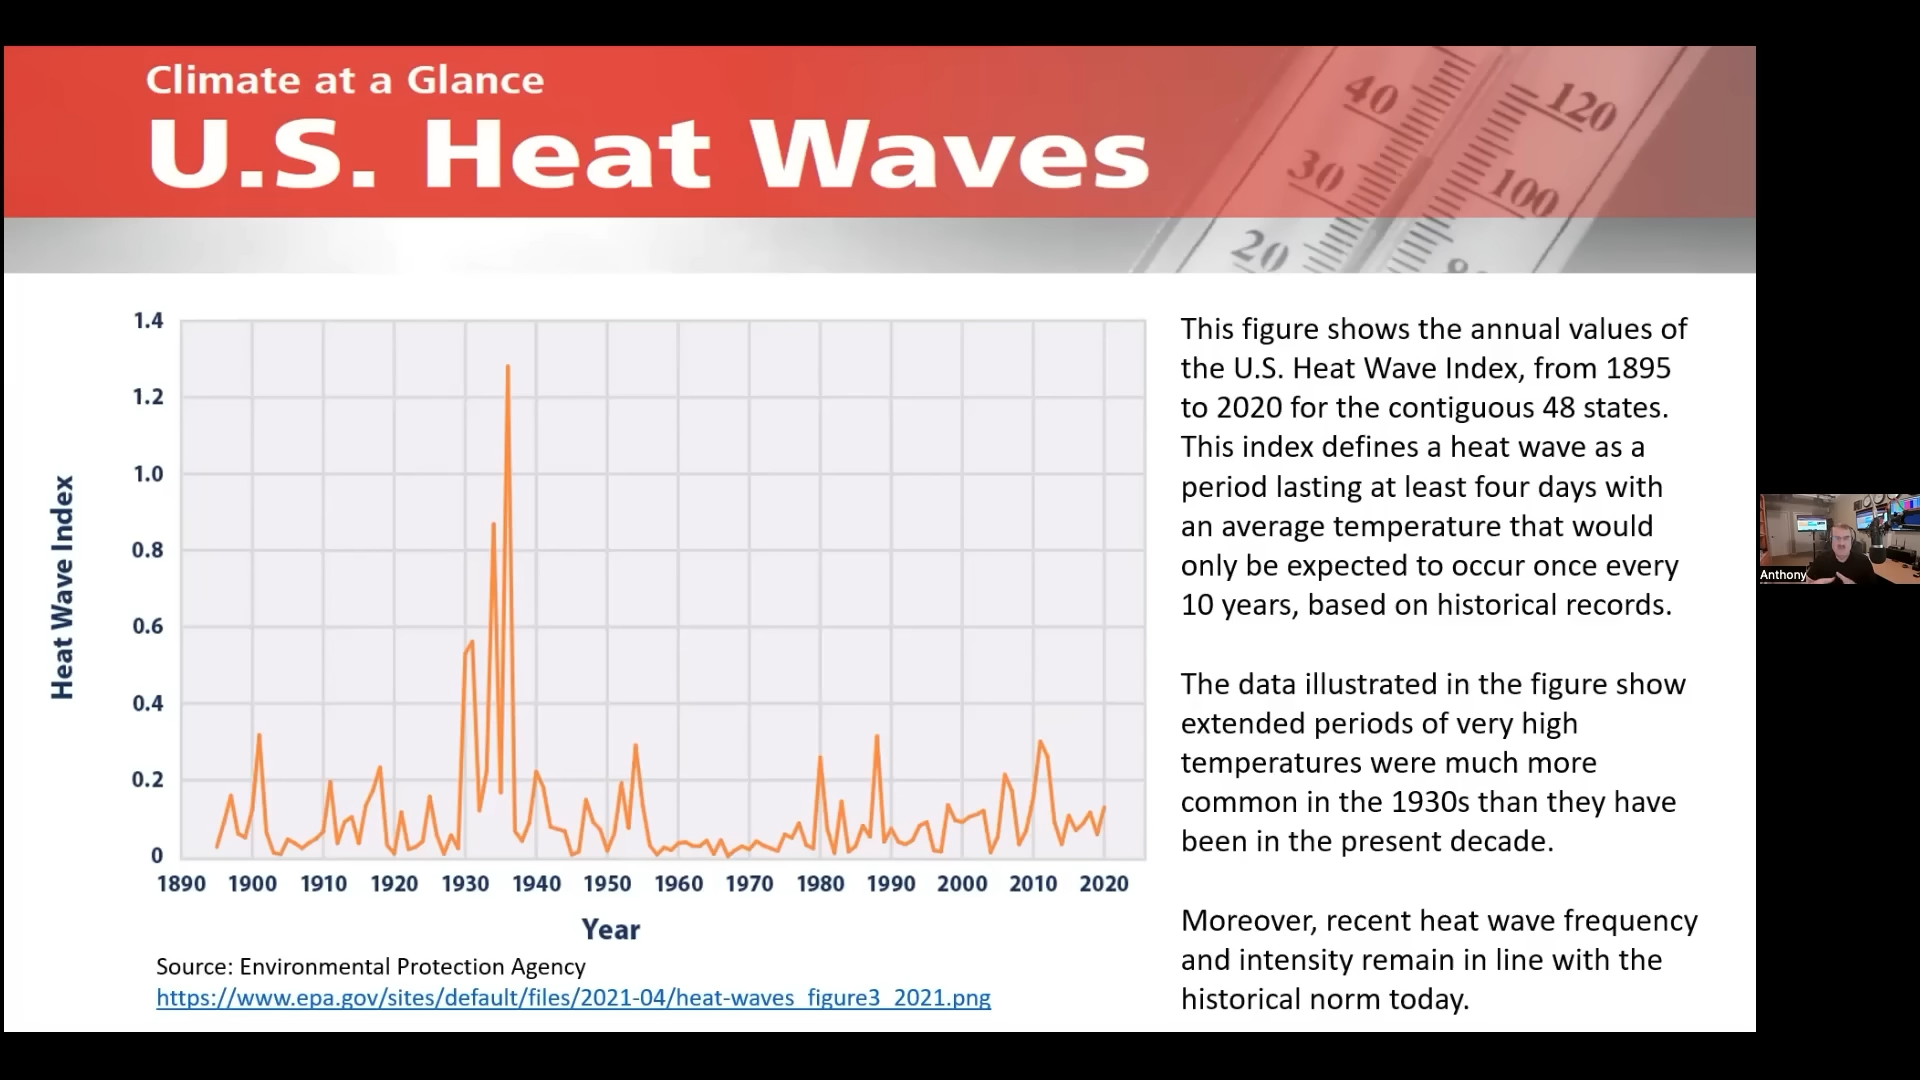 Climate at a Glance
U.S. Heat Waves
40
120
30
100
20
1.4
1.2
1.0
0.8
0.6
0.4
0.2
0
Heat Wave Index
1890 1900 1910 1920 1930 1940 1950 1960 1970 1980 1990 2000 2010 2020
Year
Source: Environmental Protection Agency
https://www.epa.gov/sites/default/files/2021-04/heat-waves_figure3_2021.png
This figure shows the annual values of
the U.S. Heat Wave Index, from 1895
to 2020 for the contiguous 48 states.
This index defines a heat wave as a
period lasting at least four days with
an average temperature that would
only be expected to occur once every
10 years, based on historical records.
The data illustrated in the figure show
extended periods of very high
temperatures were much more
common in the 1930s than they have
been in the present decade.
Moreover, recent heat wave frequency
and intensity remain in line with the
historical norm today.
Anthony